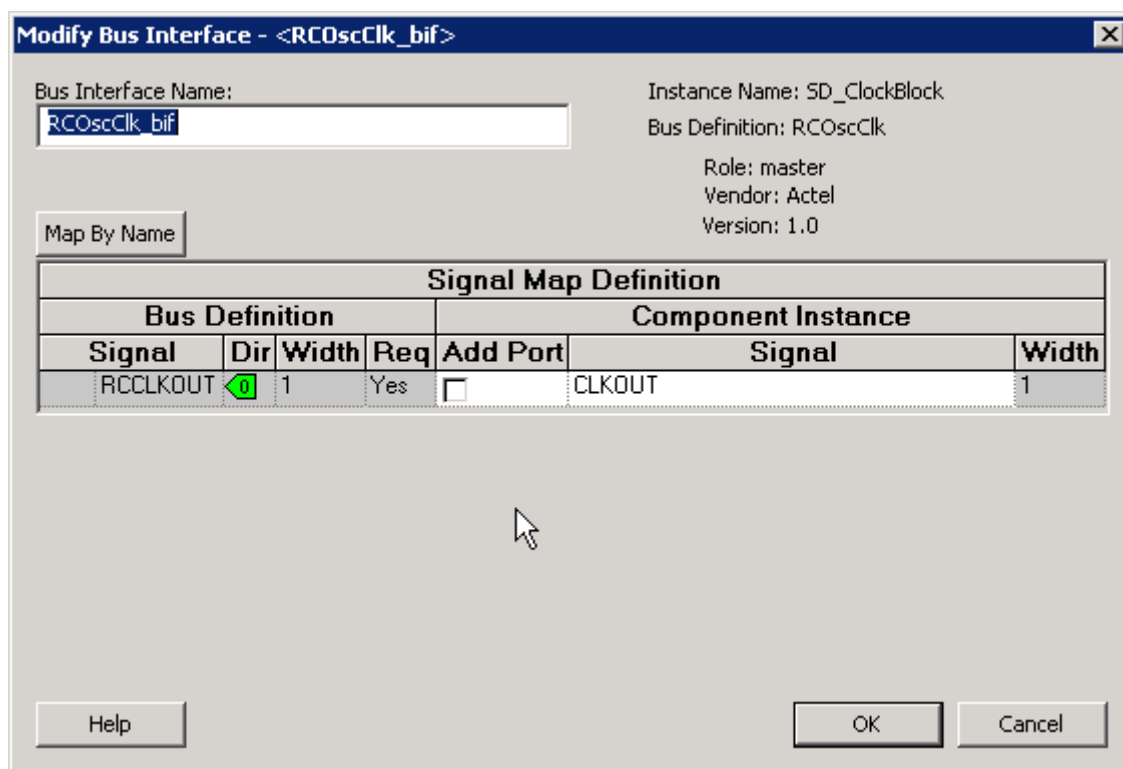 Modify Bus Interface - <RCOscClk_bif>
Bus Interface Name:
RCOscClk_bif
Instance Name: SD_ClockBlock
Bus Definition: RCOscClk
Role: master
Vendor: Actel
Version: 1.0
Map By Name
Signal Map Definition
Bus Definition Component Instance
Signal Dir Width Req Add Port Signal Width
RCCLKOUT 0 1 Yes CLKOUT 1
Help OK Cancel